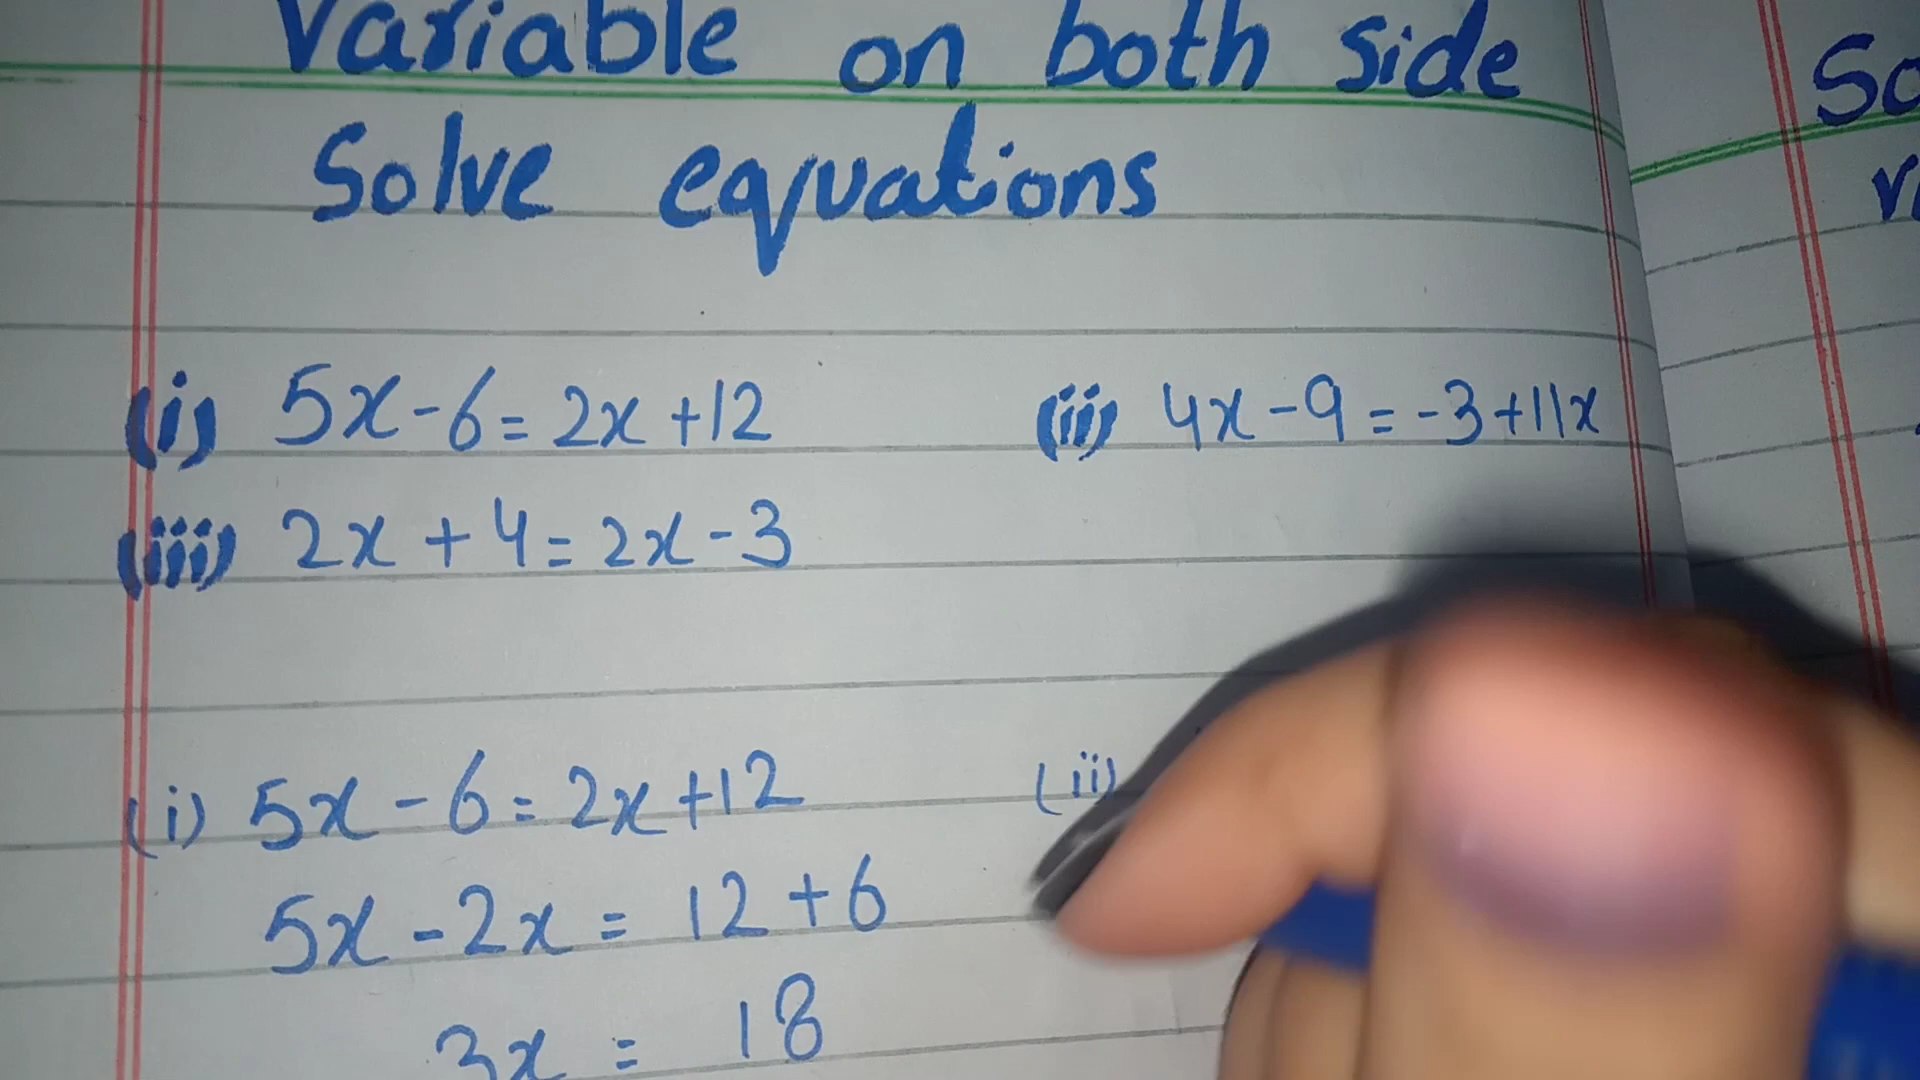 Variable on both side
Solve equations
(i) 5x-6=2x+12
(ii) 4x-9=-3+11x
(iii) 2x+4=2x-3
(i) 5x-6=2x+12
(ii)
5x-2x=12+6
3x=18